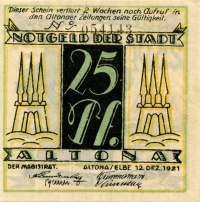 Dieser Schein verliert 2 Wochen nach Aufruf in
den Altonaer Zeitungen seine Gültigkeit.
NOTGELD DER STADT
25
Pf.
ALTONA
DER MAGISTRAT. ALTONA/ELBE 12. DEZ. 1921